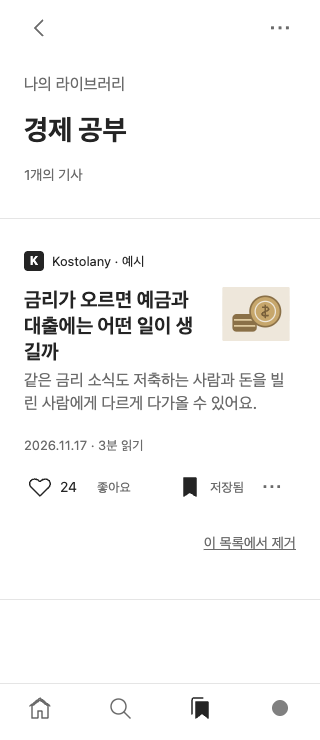 나의 라이브러리
경제 공부
1개의 기사
K Kostolany · 예시
금리가 오르면 예금과
대출에는 어떤 일이 생
길까
같은 금리 소식도 저축하는 사람과 돈을 빌
린 사람에게 다르게 다가올 수 있어요.
2026.11.17 · 3분 읽기
24 좋아요 저장됨
이 목록에서 제거